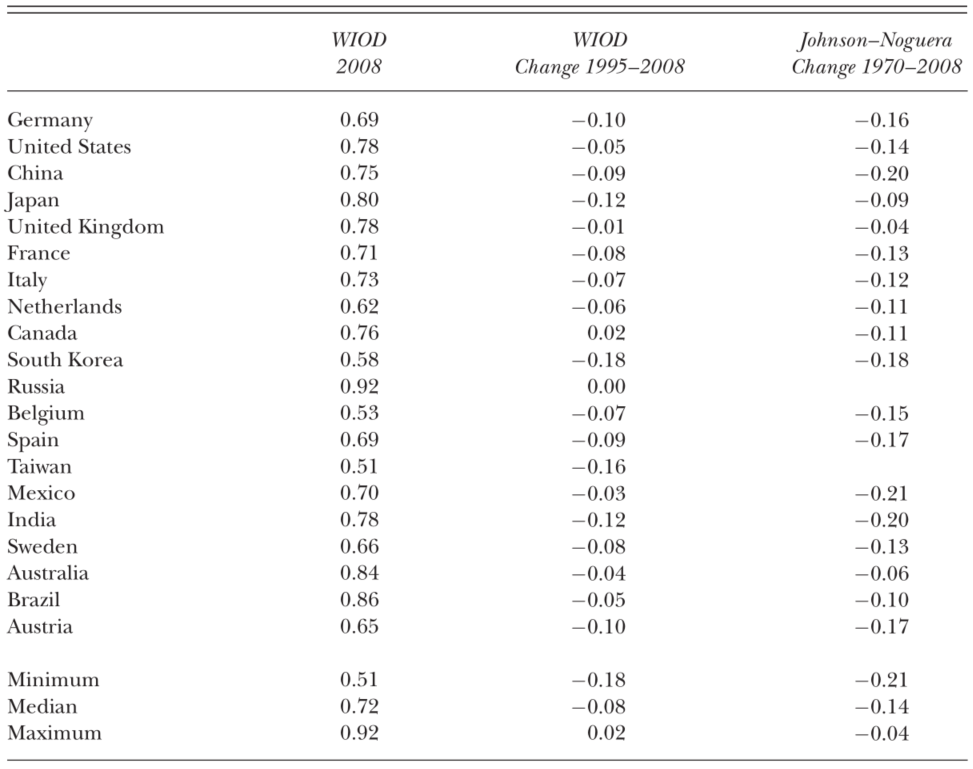 WIOD WIOD Johnson–Noguera
2008 Change 1995–2008 Change 1970–2008
Germany 0.69 −0.10 −0.16
United States 0.78 −0.05 −0.14
China 0.75 −0.09 −0.20
Japan 0.80 −0.12 −0.09
United Kingdom 0.78 −0.01 −0.04
France 0.71 −0.08 −0.13
Italy 0.73 −0.07 −0.12
Netherlands 0.62 −0.06 −0.11
Canada 0.76 0.02 −0.11
South Korea 0.58 −0.18 −0.18
Russia 0.92 0.00
Belgium 0.53 −0.07 −0.15
Spain 0.69 −0.09 −0.17
Taiwan 0.51 −0.16
Mexico 0.70 −0.03 −0.21
India 0.78 −0.12 −0.20
Sweden 0.66 −0.08 −0.13
Australia 0.84 −0.04 −0.06
Brazil 0.86 −0.05 −0.10
Austria 0.65 −0.10 −0.17
Minimum 0.51 −0.18 −0.21
Median 0.72 −0.08 −0.14
Maximum 0.92 0.02 −0.04